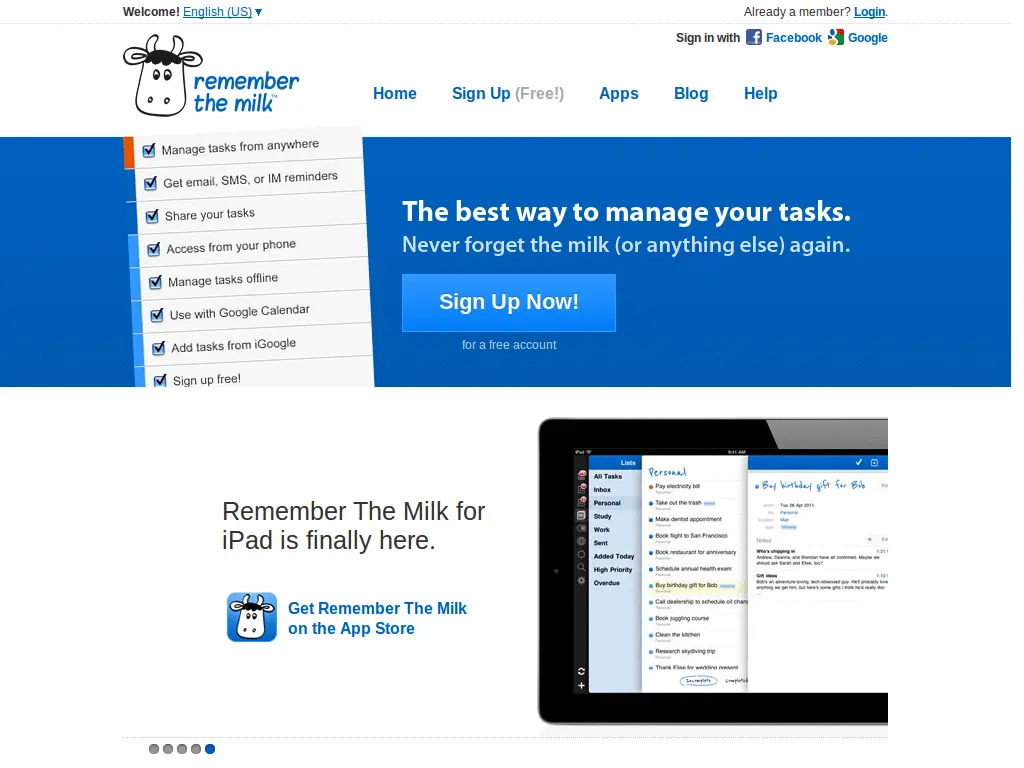 Welcome! English (US) ▾
Already a member? Login.
Sign in with Facebook Google
remember
the milk™
Home
Sign Up (Free!)
Apps
Blog
Help
Manage tasks from anywhere
Get email, SMS, or IM reminders
Share your tasks
Access from your phone
Manage tasks offline
Use with Google Calendar
Add tasks from iGoogle
Sign up free!
The best way to manage your tasks.
Never forget the milk (or anything else) again.
Sign Up Now!
for a free account
Remember The Milk for
iPad is finally here.
Get Remember The Milk
on the App Store
iPad
9:41 AM
Lists
All Tasks
Inbox
Personal
Study
Work
Sent
Added Today
High Priority
Overdue
Personal
Pay electricity bill
Take out the trash
Make dentist appointment
Book flight to San Francisco
Book restaurant for anniversary
Schedule annual health exam
Buy birthday gift for Bob
Call dealership to schedule oil chan
Book juggling course
Clean the kitchen
Research skydiving trip
Thank Elise for wedding present
Incomplete
Completed
Buy birthday gift for Bob
Tue 26 Apr 2011
Personal
Notes
Who's shipping in
Adriana, Deanna, and Brendan have all confirmed. Maybe we
should ask Sarah and Elise, too?
Gift ideas
Bob's an adventure-loving, tech-obsessed guy. He'll probably love
anything we get him, but here's some gifts I think he'd really like: